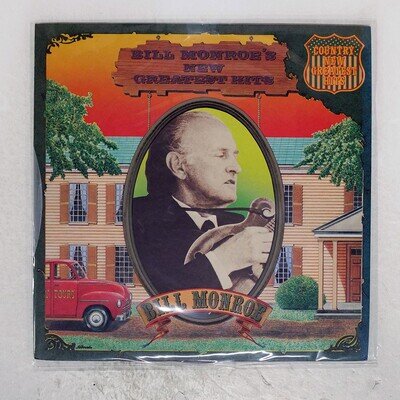 BILL MONROE'S
NEW
GREATEST HITS
COUNTRY
NEW
GREATEST
HITS
TOURS
BILL MONROE